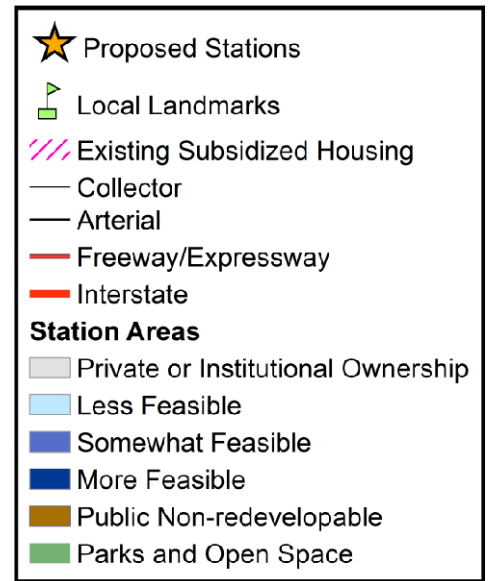 Proposed Stations
Local Landmarks
Existing Subsidized Housing
Collector
Arterial
Freeway/Expressway
Interstate
Station Areas
Private or Institutional Ownership
Less Feasible
Somewhat Feasible
More Feasible
Public Non-redevelopable
Parks and Open Space